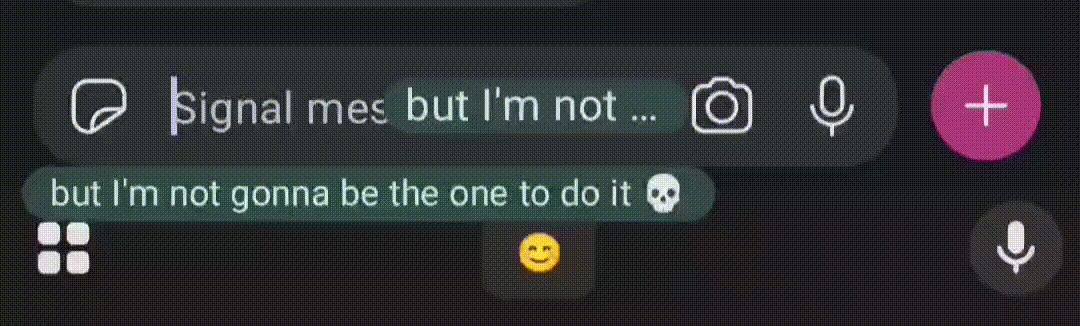 Signal mes but I'm not ...
but I'm not gonna be the one to do it 💀
😊